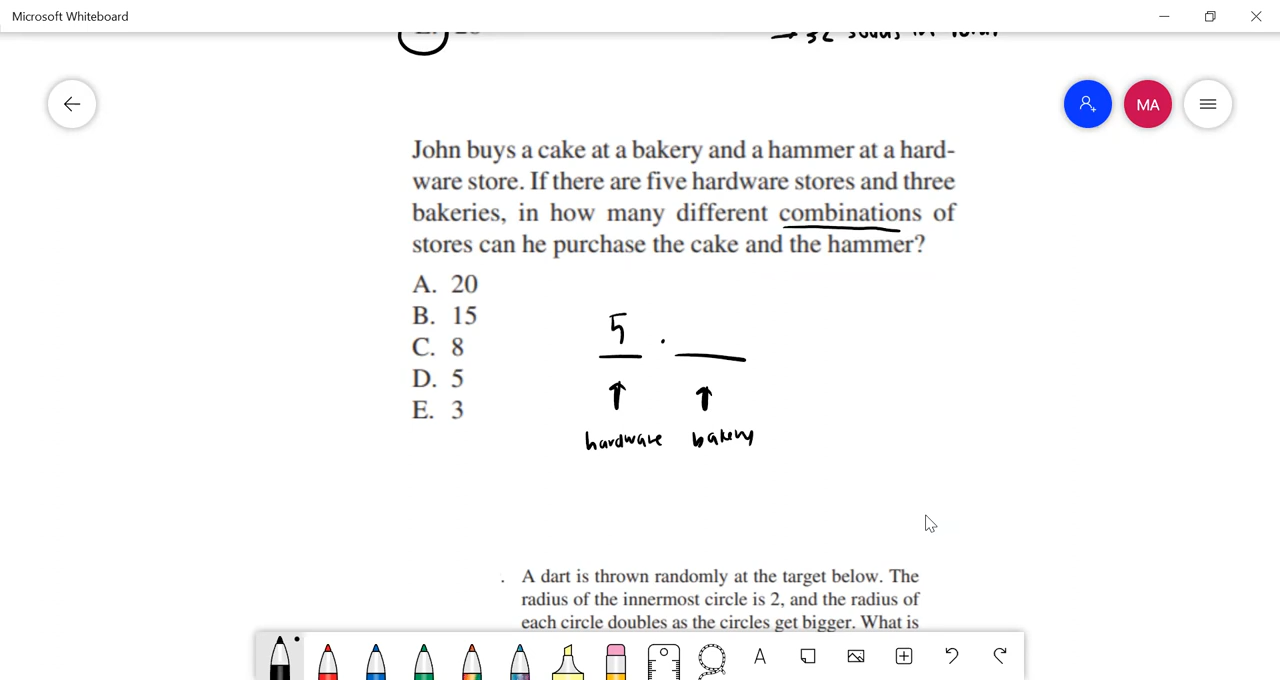 Microsoft Whiteboard
MA
John buys a cake at a bakery and a hammer at a hard-
ware store. If there are five hardware stores and three
bakeries, in how many different combinations of
stores can he purchase the cake and the hammer?
A. 20
B. 15
C. 8
D. 5
E. 3
5 .
hardware bakery
. A dart is thrown randomly at the target below. The
radius of the innermost circle is 2, and the radius of
each circle doubles as the circles get bigger. What is
A